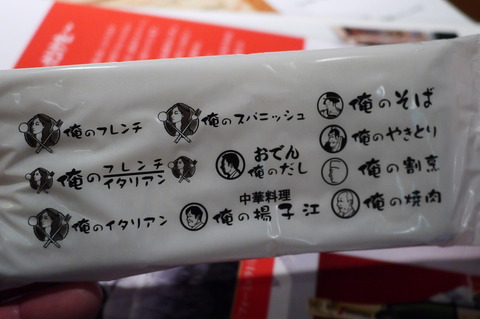 俺のフレンチ
俺のフレンチ
イタリアン
俺のイタリアン
俺のスパニッシュ
おでん
俺のだし
中華料理
俺の揚子江
俺のそば
俺のやきとり
俺の割烹
俺の焼肉